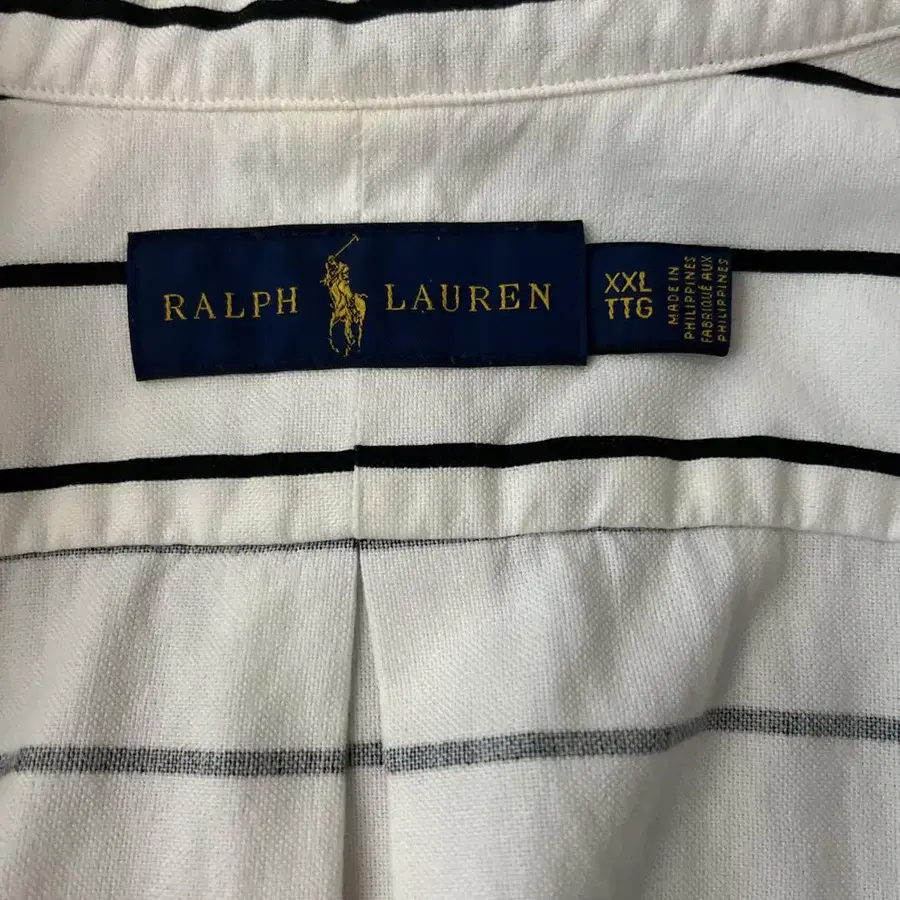 RALPH LAUREN
XXL
TTG
MADE IN
PHILIPPINES
FABRIQUÉ AUX
PHILIPPINES